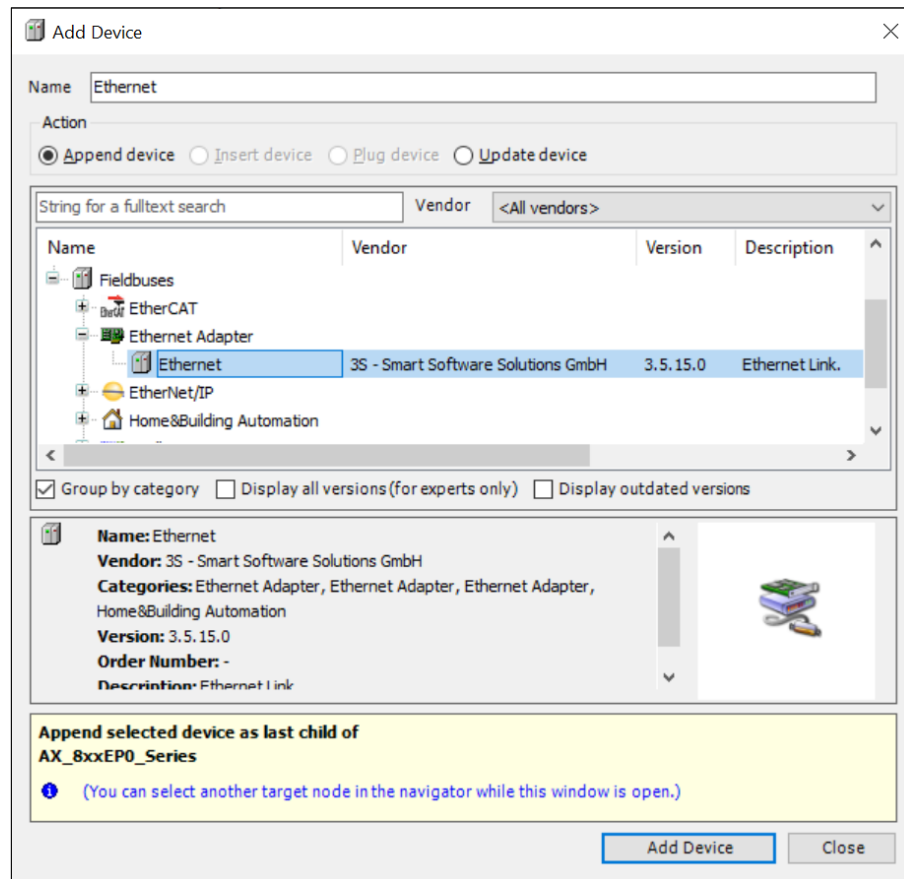 Add Device
Name Ethernet
Action
Append device Insert device Plug device Update device
String for a fulltext search Vendor <All vendors>
Name Vendor Version Description
Fieldbuses
EtherCAT
Ethernet Adapter
Ethernet 3S - Smart Software Solutions GmbH 3.5.15.0 Ethernet Link.
EtherNet/IP
Home&Building Automation
Group by category Display all versions (for experts only) Display outdated versions
Name: Ethernet
Vendor: 3S - Smart Software Solutions GmbH
Categories: Ethernet Adapter, Ethernet Adapter, Ethernet Adapter,
Home&Building Automation
Version: 3.5.15.0
Order Number: -
Description: Ethernet Link
Append selected device as last child of
AX_8xxEP0_Series
(You can select another target node in the navigator while this window is open.)
Add Device Close